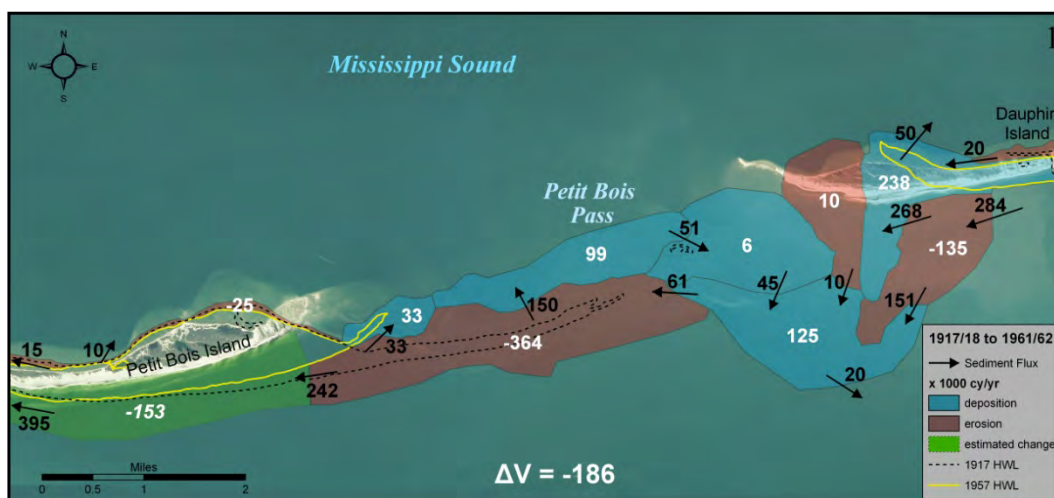 N
W E
S
Mississippi Sound
1
Dauphin
Island
50
20
238
10
268
284
Petit Bois
Pass
51
6
99
-135
-25
61
45
10
150
33
125
151
15
10
Petit Bois Island
33
-364
242
20
-153
395
Miles
0 0.5 1 2
ΔV = -186
1917/18 to 1961/62
Sediment Flux
x 1000 cy/yr
deposition
erosion
estimated change
1917 HWL
1957 HWL